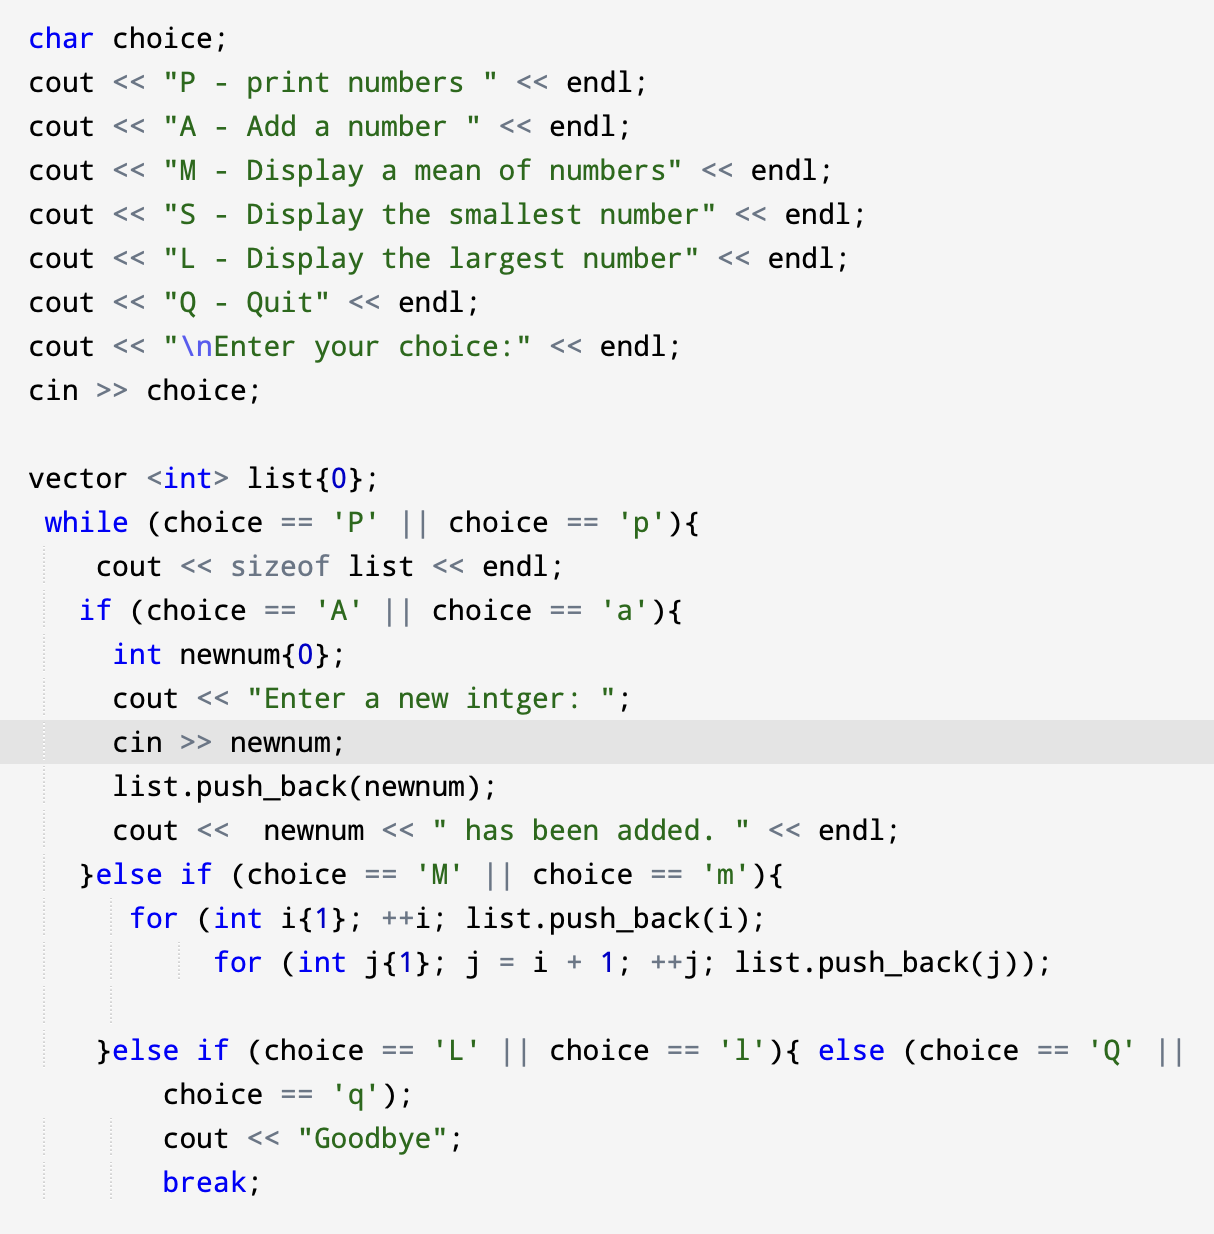 char choice;
cout << "P - print numbers " << endl;
cout << "A - Add a number " << endl;
cout << "M - Display a mean of numbers" << endl;
cout << "S - Display the smallest number" << endl;
cout << "L - Display the largest number" << endl;
cout << "Q - Quit" << endl;
cout << "\nEnter your choice:" << endl;
cin >> choice;

vector <int> list{0};
 while (choice == 'P' || choice == 'p'){
    cout << sizeof list << endl;
   if (choice == 'A' || choice == 'a'){
     int newnum{0};
     cout << "Enter a new intger: ";
     cin >> newnum;
     list.push_back(newnum);
     cout <<  newnum << " has been added. " << endl;
   }else if (choice == 'M' || choice == 'm'){
      for (int i{1}; ++i; list.push_back(i);
           for (int j{1}; j = i + 1; ++j; list.push_back(j));

    }else if (choice == 'L' || choice == 'l'){ else (choice == 'Q' ||
        choice == 'q');
        cout << "Goodbye";
        break;